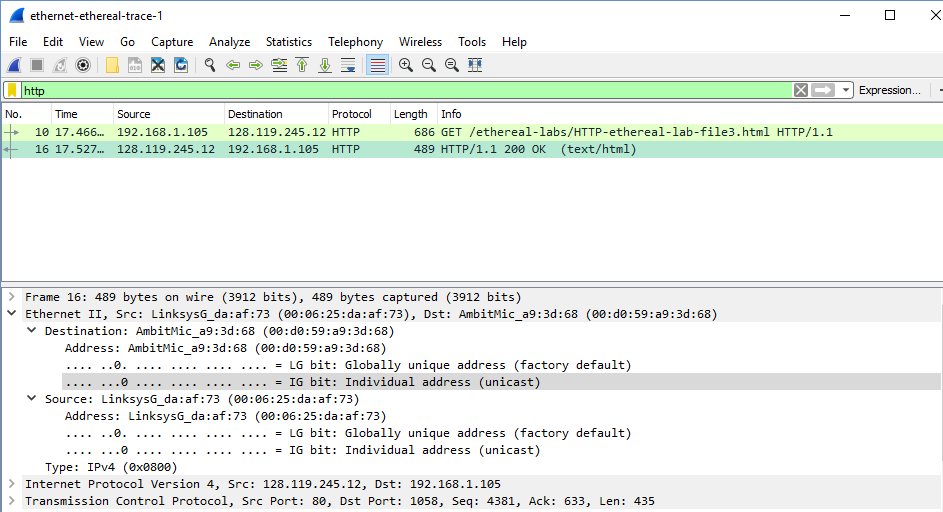 ethernet-ethereal-trace-1
File Edit View Go Capture Analyze Statistics Telephony Wireless Tools Help
http Expression...
No. Time Source Destination Protocol Length Info
10 17.466... 192.168.1.105 128.119.245.12 HTTP 686 GET /ethereal-labs/HTTP-ethereal-lab-file3.html HTTP/1.1
16 17.527... 128.119.245.12 192.168.1.105 HTTP 489 HTTP/1.1 200 OK (text/html)
Frame 16: 489 bytes on wire (3912 bits), 489 bytes captured (3912 bits)
Ethernet II, Src: LinksysG_da:af:73 (00:06:25:da:af:73), Dst: AmbitMic_a9:3d:68 (00:d0:59:a9:3d:68)
Destination: AmbitMic_a9:3d:68 (00:d0:59:a9:3d:68)
Address: AmbitMic_a9:3d:68 (00:d0:59:a9:3d:68)
.... ..0. .... .... .... .... = LG bit: Globally unique address (factory default)
.... ...0 .... .... .... .... = IG bit: Individual address (unicast)
Source: LinksysG_da:af:73 (00:06:25:da:af:73)
Address: LinksysG_da:af:73 (00:06:25:da:af:73)
.... ..0. .... .... .... .... = LG bit: Globally unique address (factory default)
.... ...0 .... .... .... .... = IG bit: Individual address (unicast)
Type: IPv4 (0x0800)
Internet Protocol Version 4, Src: 128.119.245.12, Dst: 192.168.1.105
Transmission Control Protocol, Src Port: 80, Dst Port: 1058, Seq: 4381, Ack: 633, Len: 435